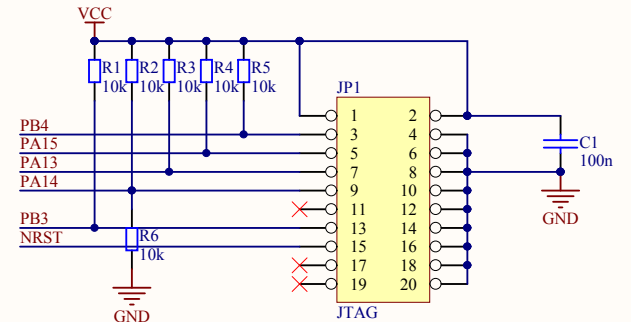 VCC
R1 R2 R3 R4 R5
10k 10k 10k 10k 10k
JP1
1 2
PB4 3 4
PA15 5 6 C1
PA13 7 8 100n
PA14 9 10
11 12 GND
PB3 13 14
NRST R6 15 16
10k 17 18
19 20
GND JTAG